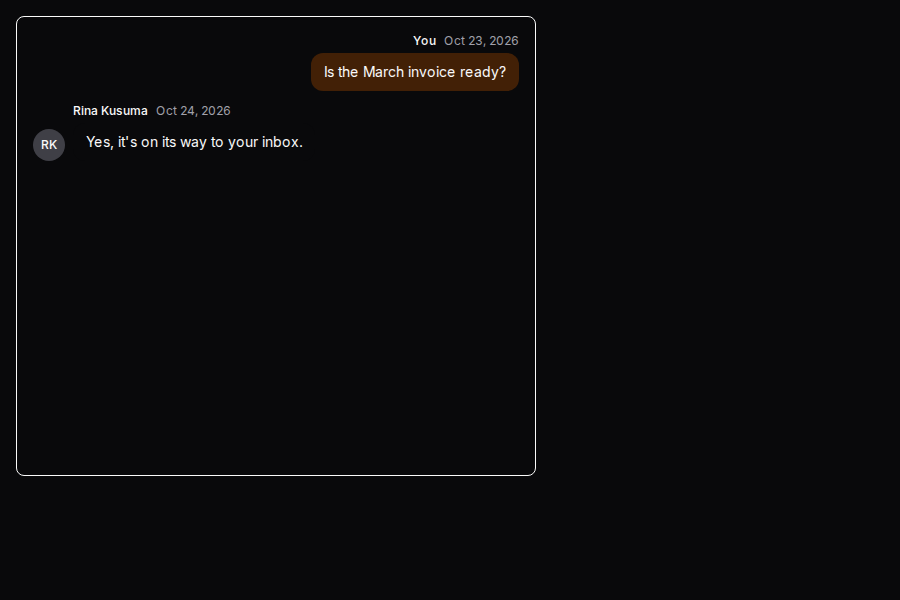 You Oct 23, 2026
Is the March invoice ready?
Rina Kusuma Oct 24, 2026
RK
Yes, it's on its way to your inbox.